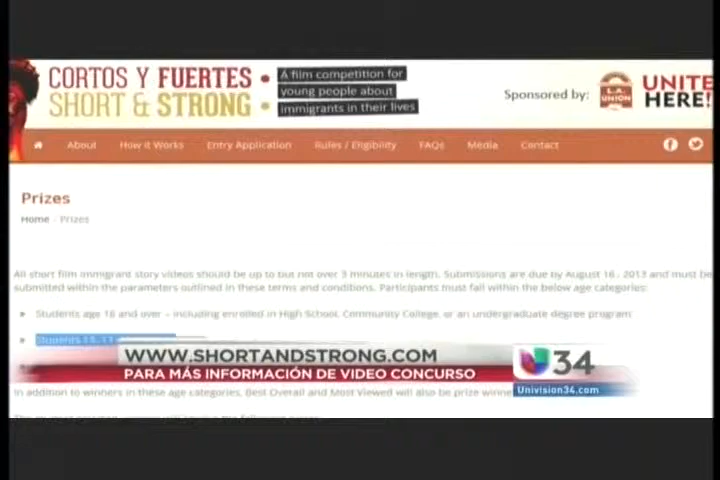 CORTOS Y FUERTES
SHORT & STRONG
A film competition for
young people about
immigrants in their lives
Sponsored by:
L.A.
UNION
UNITE
HERE!
About
How it Works
Entry Application
Rules / Eligibility
FAQs
Media
Contact
Prizes
Home / Prizes
All short film immigrant story videos should be up to but not over 3 minutes in length. Submissions are due by August 16, 2013 and must be
submitted within the parameters outlined in these terms and conditions. Participants must fall within the below age categories:
Students age 18 and over – including enrolled in High School, Community College, or an undergraduate degree program
Students 15-17
WWW.SHORTANDSTRONG.COM
PARA MÁS INFORMACIÓN DE VIDEO CONCURSO
34
Univision34.com
In addition to winners in these age categories, Best Overall and Most Viewed will also be prize winne